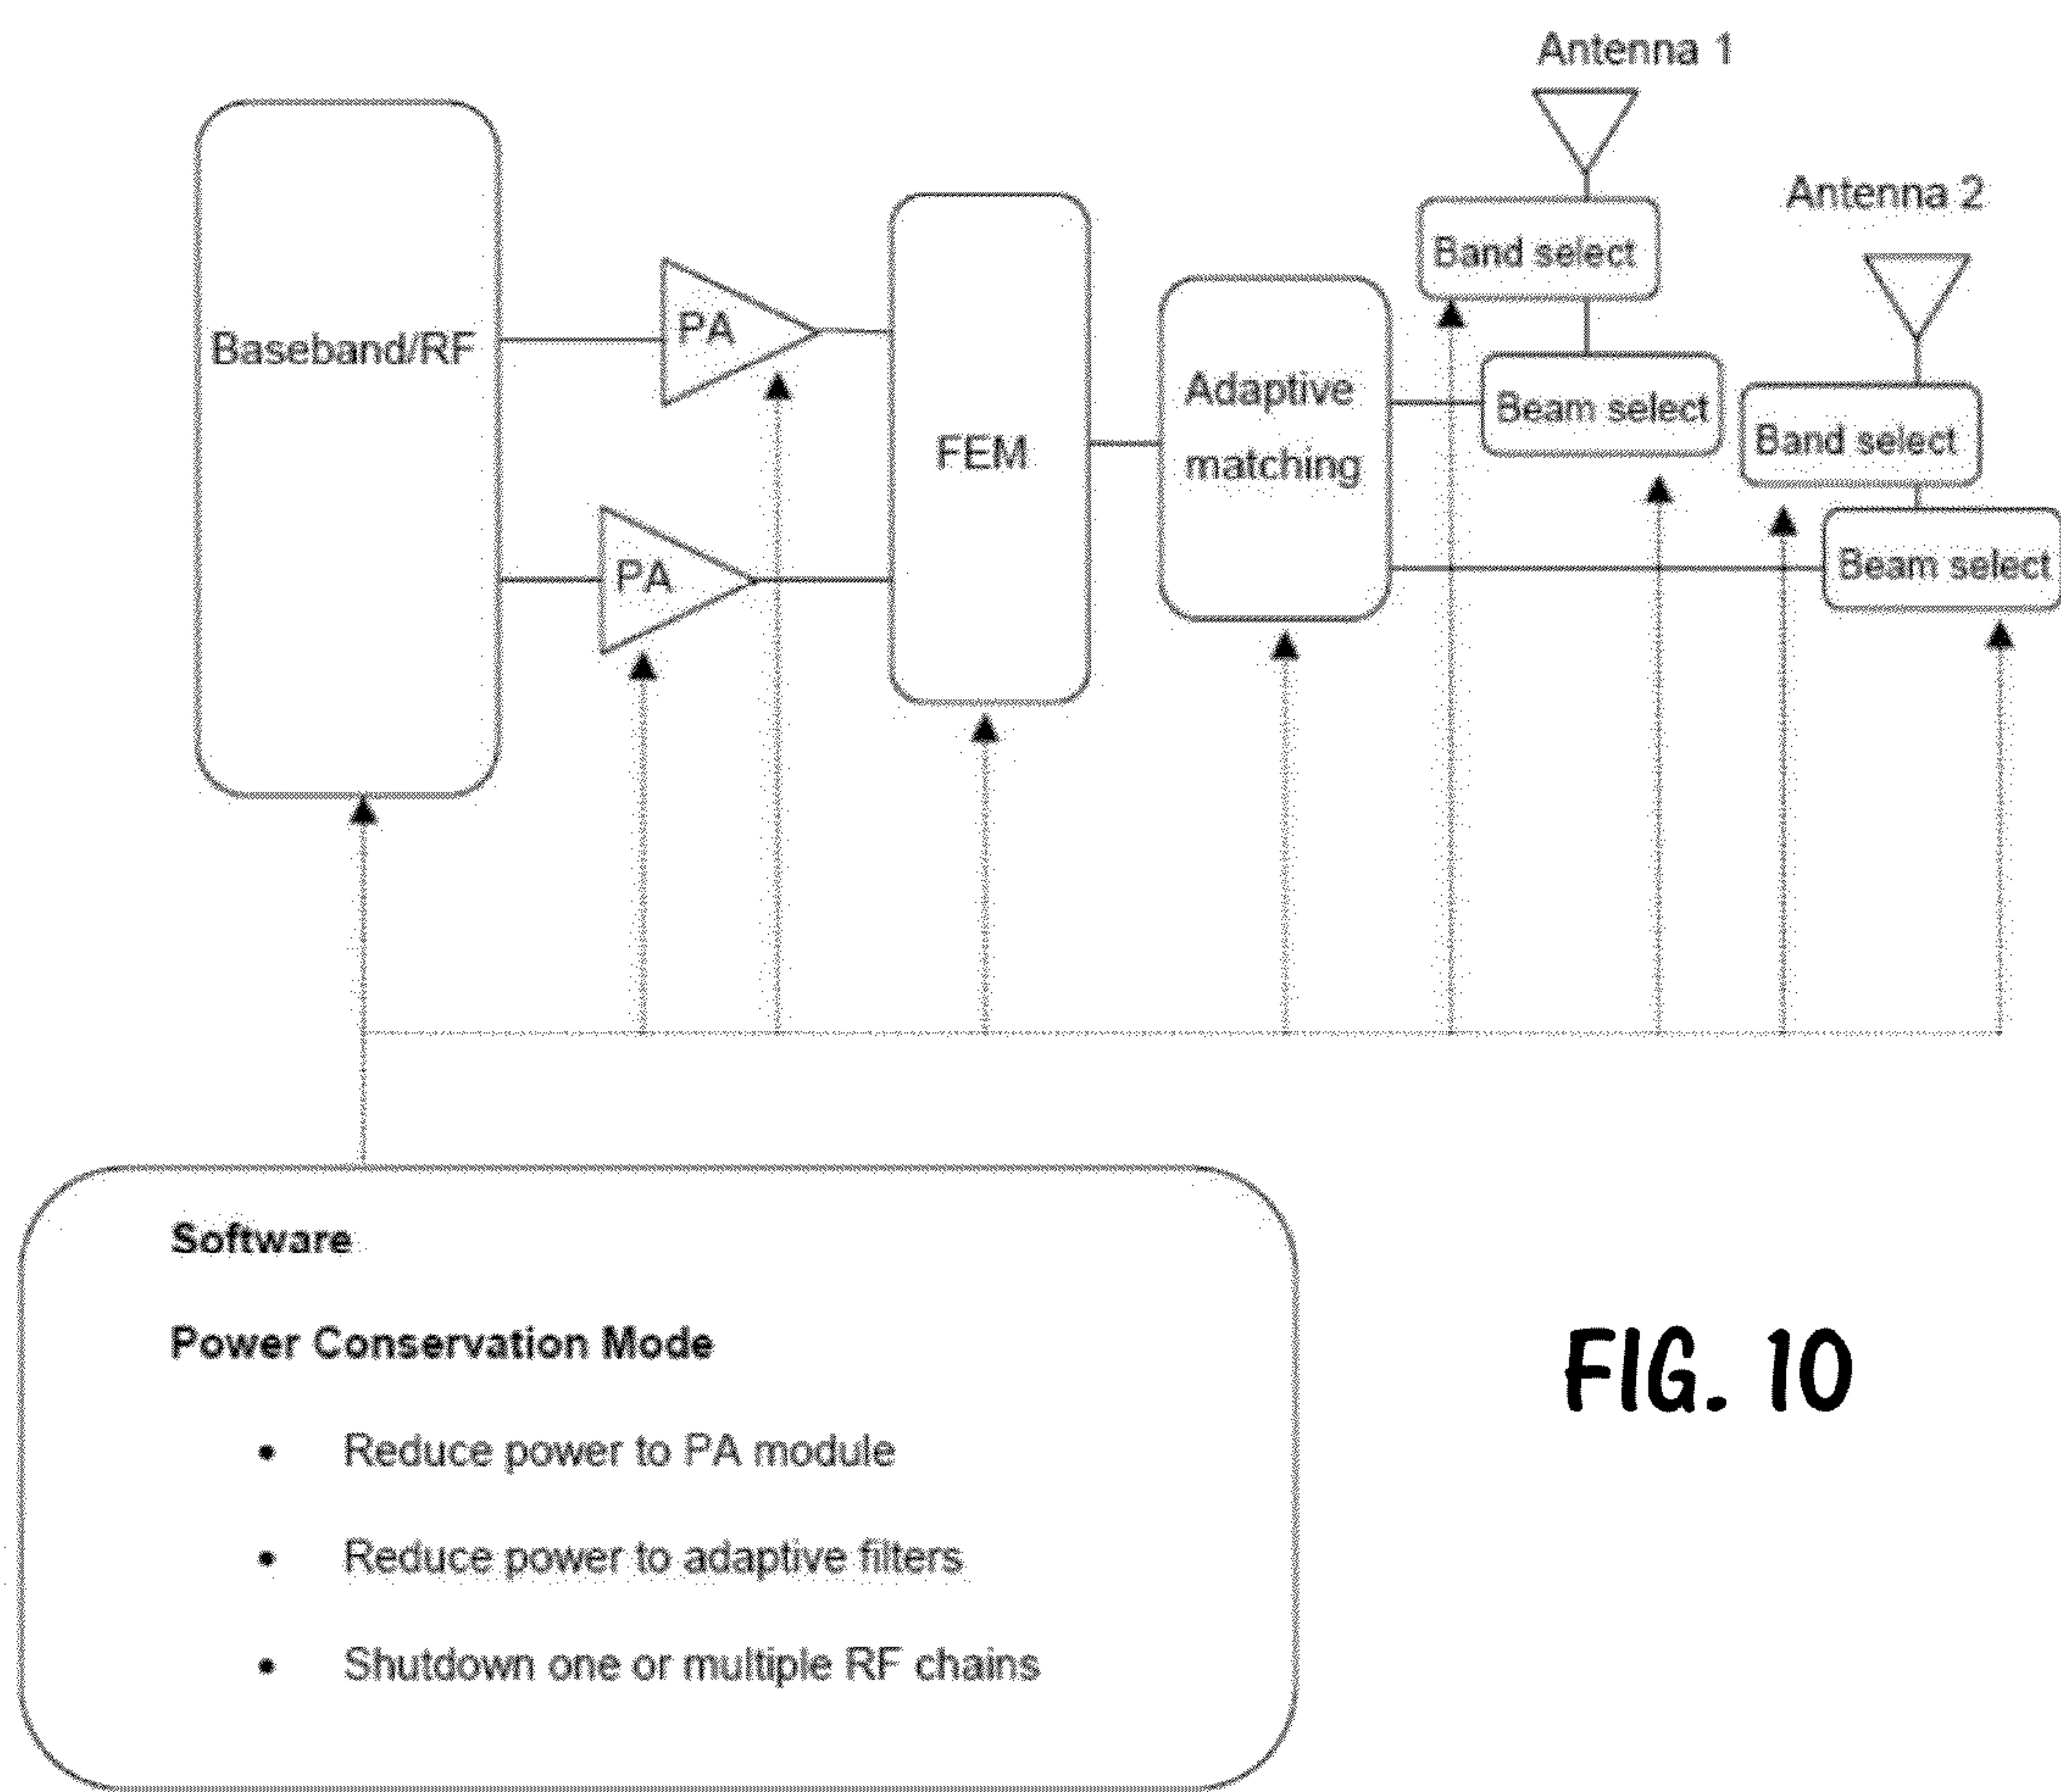 Antenna 1
Antenna 2
Band select
Baseband/RF
PA
Adaptive
matching
Beam select
Band select
FEM
PA
Beam select
Software
Power Conservation Mode
• Reduce power to PA module
• Reduce power to adaptive filters
• Shutdown one or multiple RF chains
FIG. 10